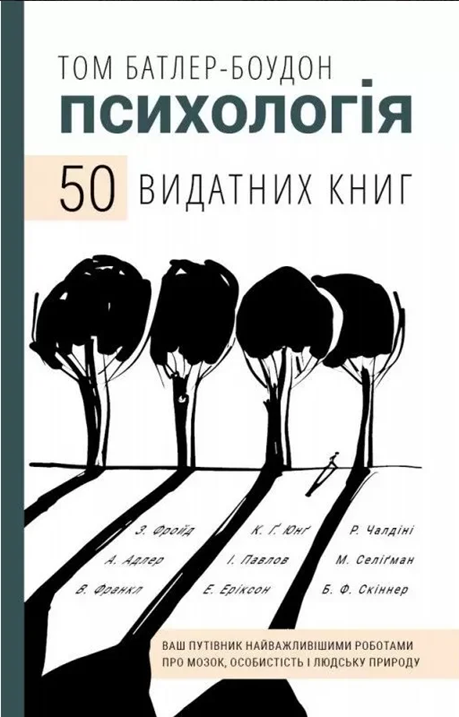 ТОМ БАТЛЕР-БОУДОН
психологія
50 ВИДАТНИХ КНИГ
З. Фройд К. Ґ. Юнґ Р. Чалдіні
А. Адлер І. Павлов М. Селіґман
В. Франкл Е. Еріксон Б. Ф. Скіннер
ВАШ ПУТІВНИК НАЙВАЖЛИВІШИМИ РОБОТАМИ
ПРО МОЗОК, ОСОБИСТІСТЬ І ЛЮДСЬКУ ПРИРОДУ